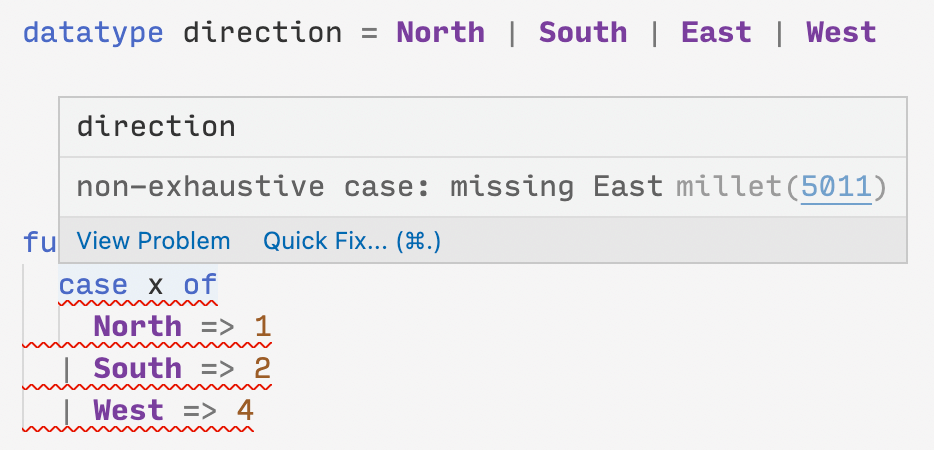 datatype direction = North | South | East | West
direction
non-exhaustive case: missing East millet(5011)
View Problem Quick Fix... (⌘.)
fu
case x of
North => 1
| South => 2
| West => 4